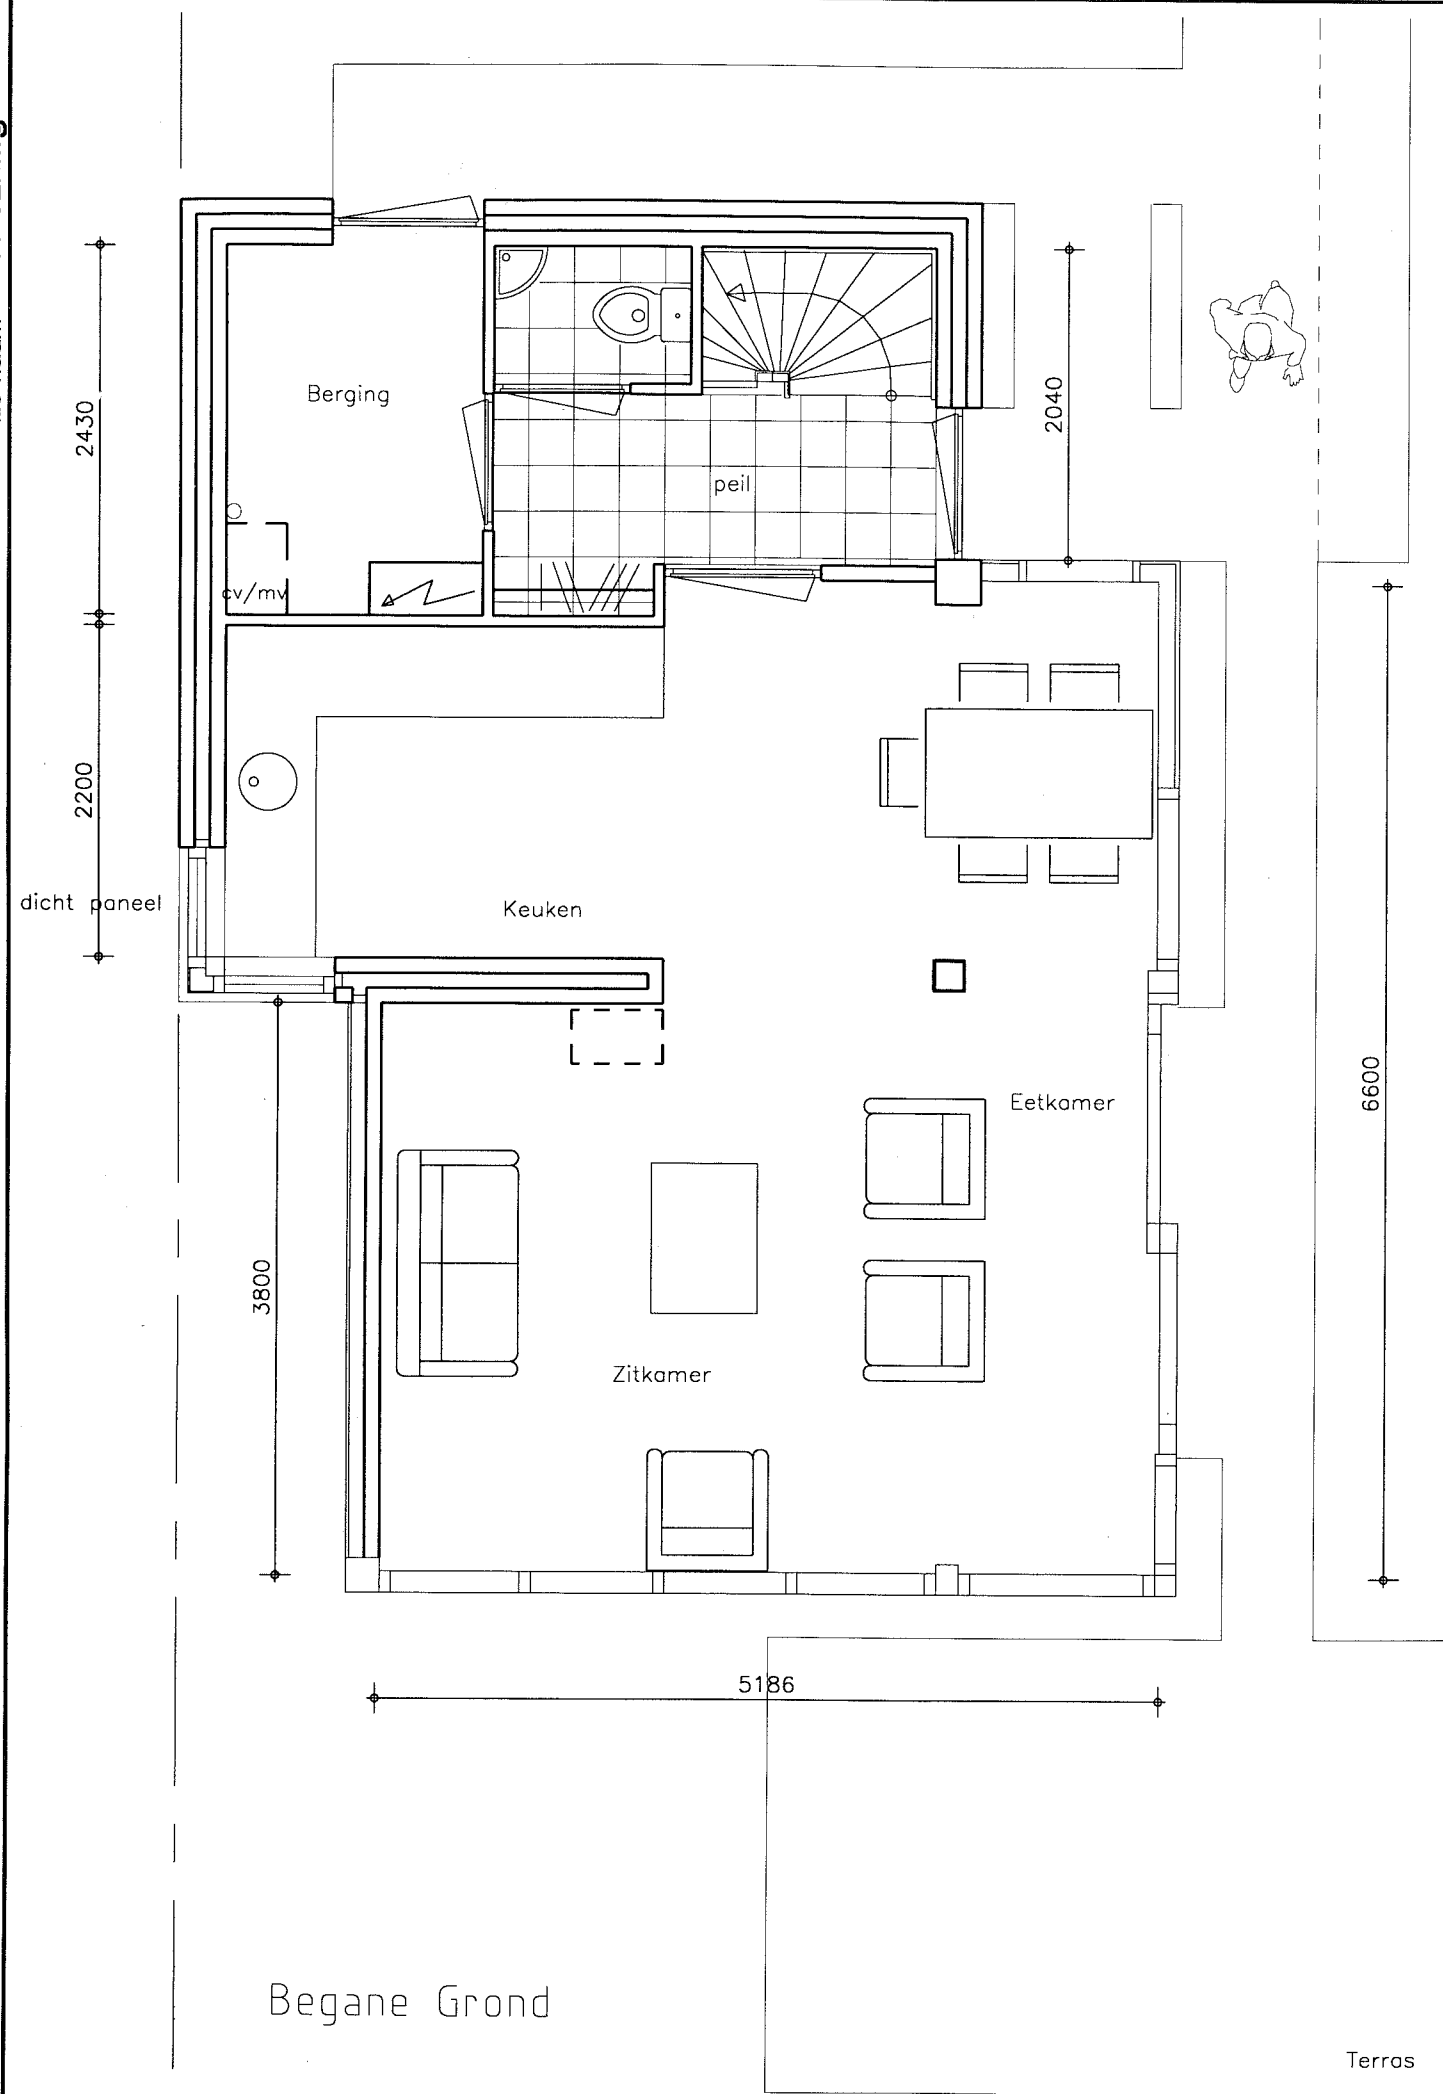 Berging
2430
2040
peil
cv/mv
2200
dicht paneel
Keuken
6600
Eetkamer
3800
Zitkamer
5186
Begane Grond
Terras